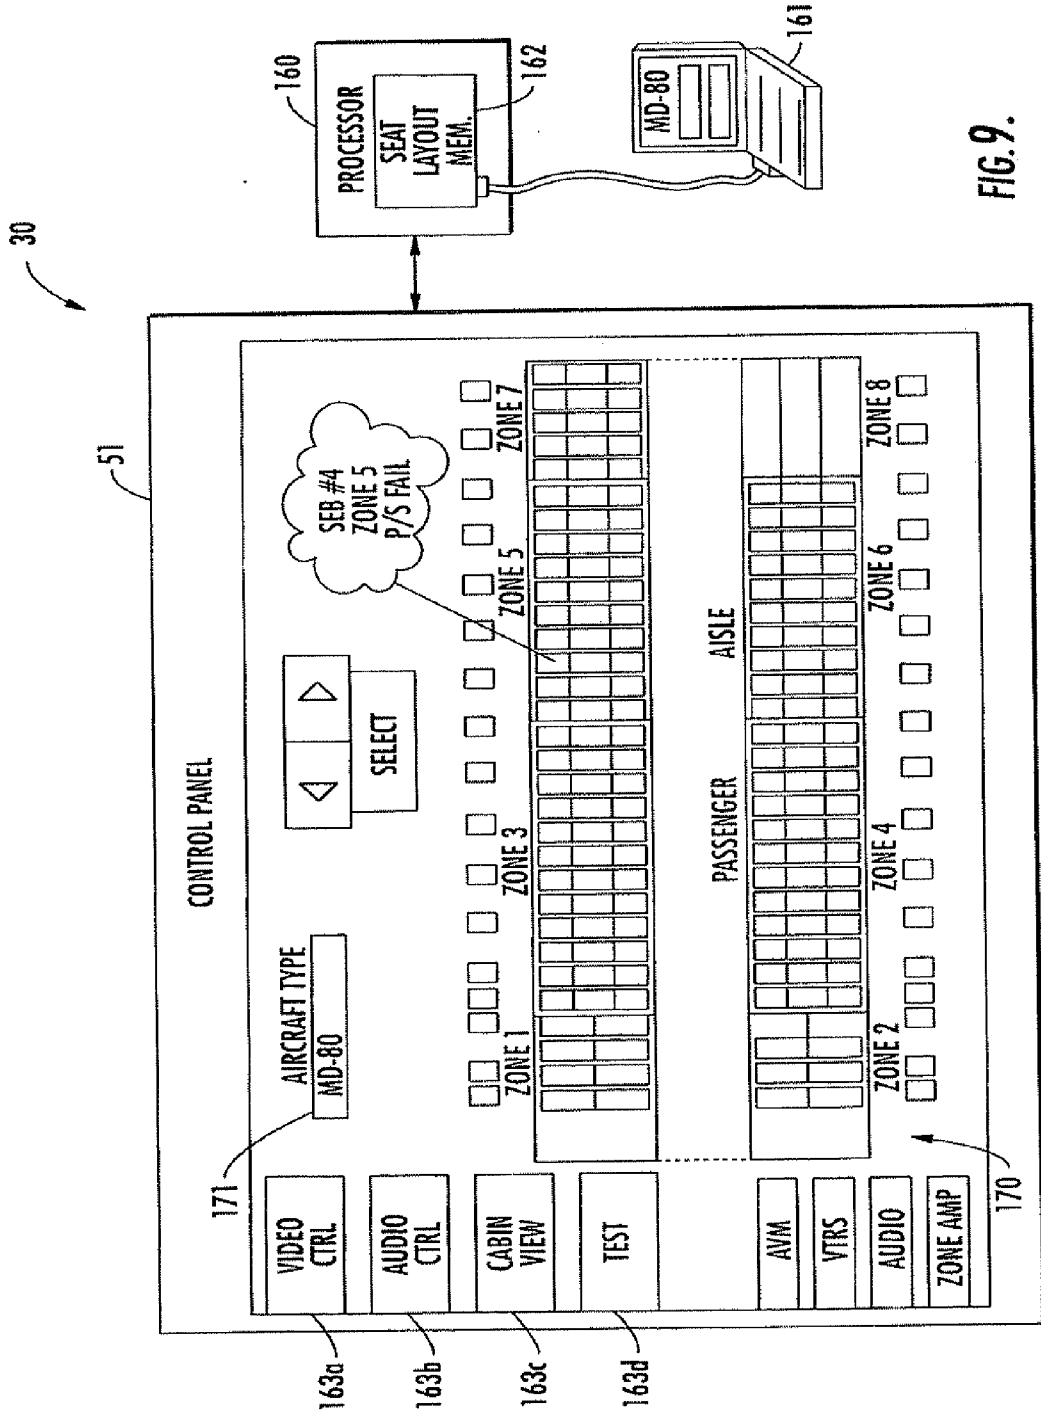 30
51
CONTROL PANEL
160
PROCESSOR
SEAT
LAYOUT
MEM.
162
MD-80
161
171
AIRCRAFT TYPE
MD-80
SELECT
SEB #4
ZONE 5
P/S FAIL
163a
VIDEO
CTRL
163b
AUDIO
CTRL
163c
CABIN
VIEW
163d
TEST
ZONE 1
ZONE 3
ZONE 5
ZONE 7
PASSENGER
AISLE
ZONE 2
ZONE 4
ZONE 6
ZONE 8
AVM
VTRS
AUDIO
ZONE AMP
170
FIG. 9.